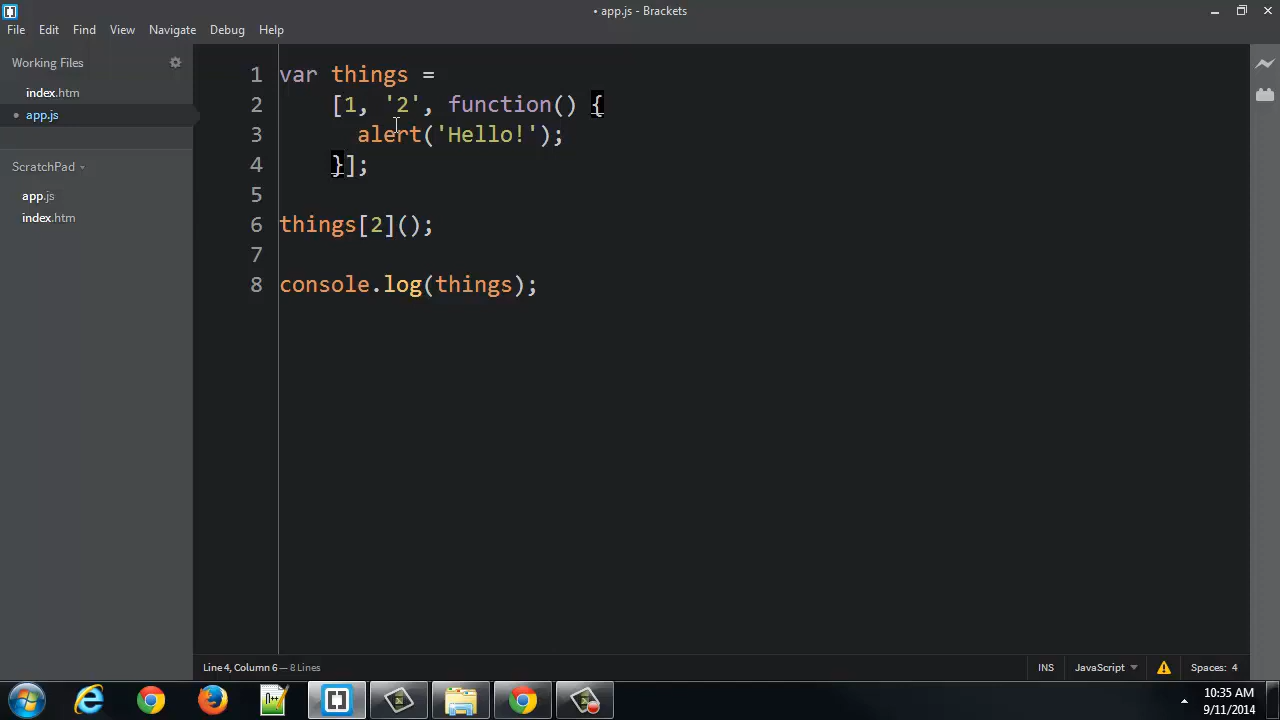 • app.js - Brackets
File Edit Find View Navigate Debug Help
Working Files
index.htm
• app.js
ScratchPad
app.js
index.htm
1 var things =
2     [1, '2', function() {
3       alert('Hello!');
4     }];
5
6 things[2]();
7
8 console.log(things);
Line 4, Column 6 — 8 Lines
INS JavaScript Spaces: 4
10:35 AM
9/11/2014